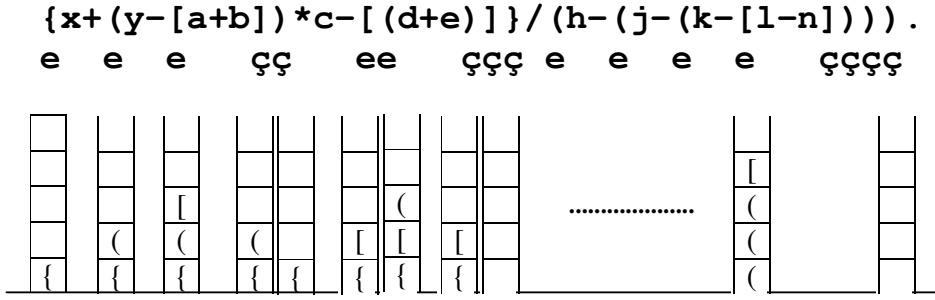 {x+(y-[a+b])*c-[(d+e)]}/(h-(j-(k-[l-n]))).
e e e çç ee ççç e e e e çççç
[
[ ( .................... (
( ( ( [ [ [ (
{ { { { { { { { (